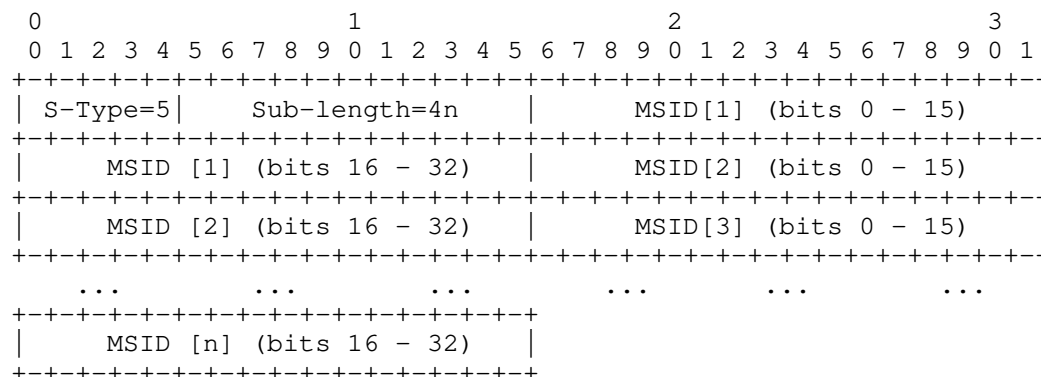 0                   1                   2                   3
 0 1 2 3 4 5 6 7 8 9 0 1 2 3 4 5 6 7 8 9 0 1 2 3 4 5 6 7 8 9 0 1
+-+-+-+-+-+-+-+-+-+-+-+-+-+-+-+-+-+-+-+-+-+-+-+-+-+-+-+-+-+-+-+-
| S-Type=5|    Sub-length=4n    |      MSID[1] (bits 0 - 15)
+-+-+-+-+-+-+-+-+-+-+-+-+-+-+-+-+-+-+-+-+-+-+-+-+-+-+-+-+-+-+-+-
|     MSID [1] (bits 16 - 32)   |      MSID[2] (bits 0 - 15)
+-+-+-+-+-+-+-+-+-+-+-+-+-+-+-+-+-+-+-+-+-+-+-+-+-+-+-+-+-+-+-+-
|     MSID [2] (bits 16 - 32)   |      MSID[3] (bits 0 - 15)
+-+-+-+-+-+-+-+-+-+-+-+-+-+-+-+-+-+-+-+-+-+-+-+-+-+-+-+-+-+-+-+-
    ...        ...        ...        ...       ...        ...
+-+-+-+-+-+-+-+-+-+-+-+-+-+-+-+-+
|     MSID [n] (bits 16 - 32)   |
+-+-+-+-+-+-+-+-+-+-+-+-+-+-+-+-+